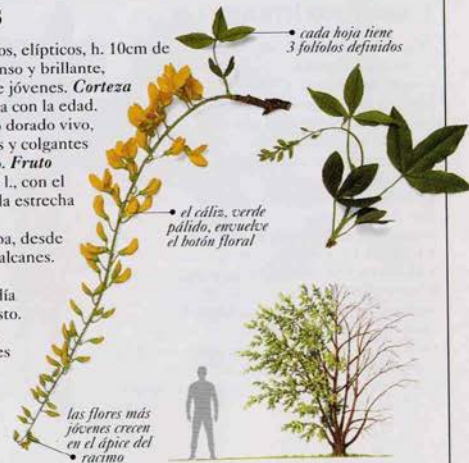 os, elípticos, h. 10cm de
nso y brillante,
e jóvenes. Corteza
a con la edad.
o dorado vivo,
s y colgantes
o. Fruto
l., con el
la estrecha
pa, desde
alcanes.
día
sto.
es
cada hoja tiene
3 folíolos definidos
el cáliz, verde
pálido, envuelve
el botón floral
las flores más
jóvenes crecen
en el ápice del
racimo